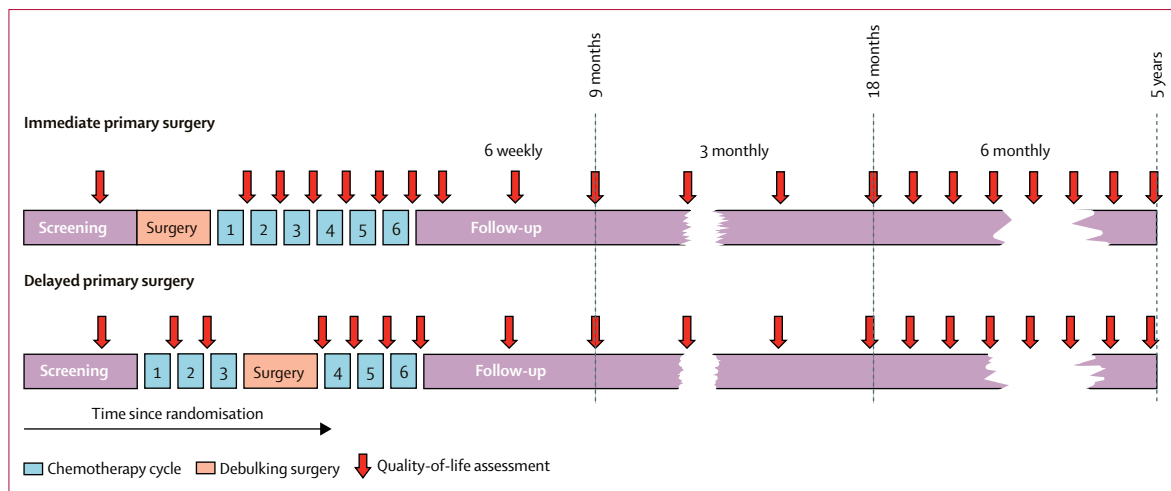 9 months
18 months
5 years
Immediate primary surgery
6 weekly
3 monthly
6 monthly
Screening
Surgery
1
2
3
4
5
6
Follow-up
Delayed primary surgery
Screening
1
2
3
Surgery
4
5
6
Follow-up
Time since randomisation
Chemotherapy cycle
Debulking surgery
Quality-of-life assessment